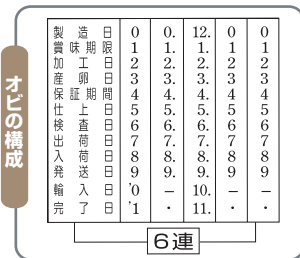 オビの構成
製造日 0 0. 12. 0 0
賞味期限 1 1. 1. 1 1
加工日 2 2. 2. 2 2
産卵日 3 3. 3. 3 3
保証期間 4 4. 4. 4 4
仕上日 5 5. 5. 5 5
検査日 6 6. 6. 6 6
出荷日 7 7. 7. 7 7
入荷日 8 8. 8. 8 8
発送日 9 9. 9. 9 9
輸入日 '0 – 10. – –
完了日 '1 ・ 11. ・ ・
6連